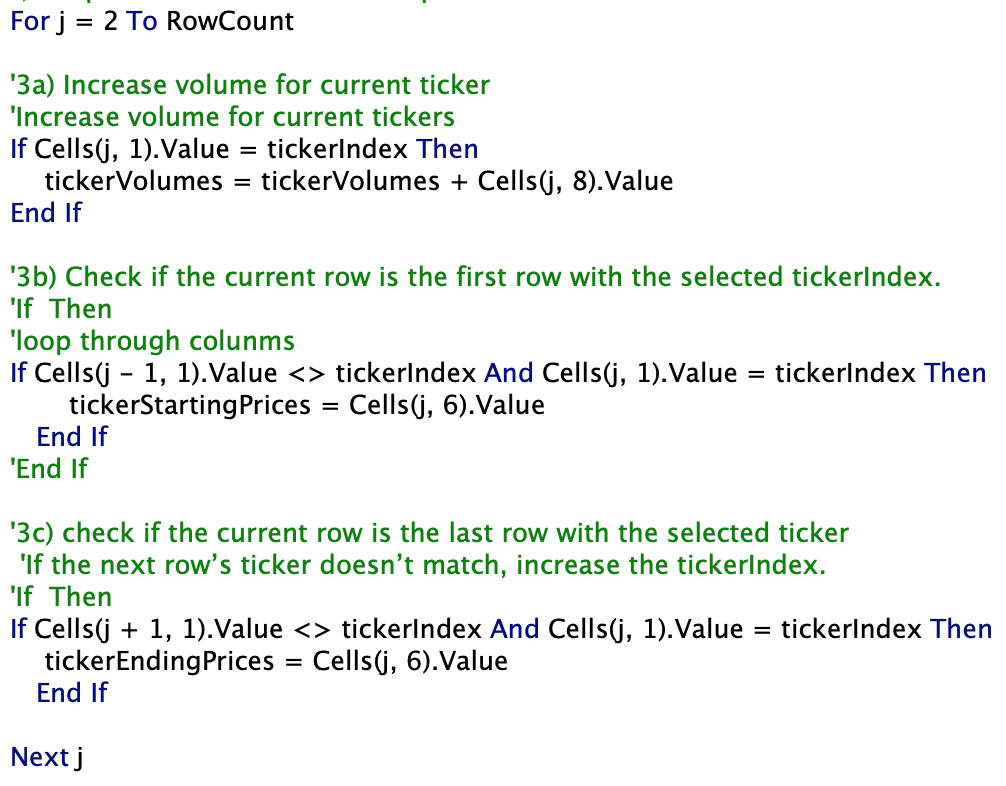 For j = 2 To RowCount
'3a) Increase volume for current ticker
'Increase volume for current tickers
If Cells(j, 1).Value = tickerIndex Then
tickerVolumes = tickerVolumes + Cells(j, 8).Value
End If
'3b) Check if the current row is the first row with the selected tickerIndex.
'If  Then
'loop through colunms
If Cells(j - 1, 1).Value <> tickerIndex And Cells(j, 1).Value = tickerIndex Then
tickerStartingPrices = Cells(j, 6).Value
End If
'End If
'3c) check if the current row is the last row with the selected ticker
'If the next row’s ticker doesn’t match, increase the tickerIndex.
'If  Then
If Cells(j + 1, 1).Value <> tickerIndex And Cells(j, 1).Value = tickerIndex Then
tickerEndingPrices = Cells(j, 6).Value
End If
Next j